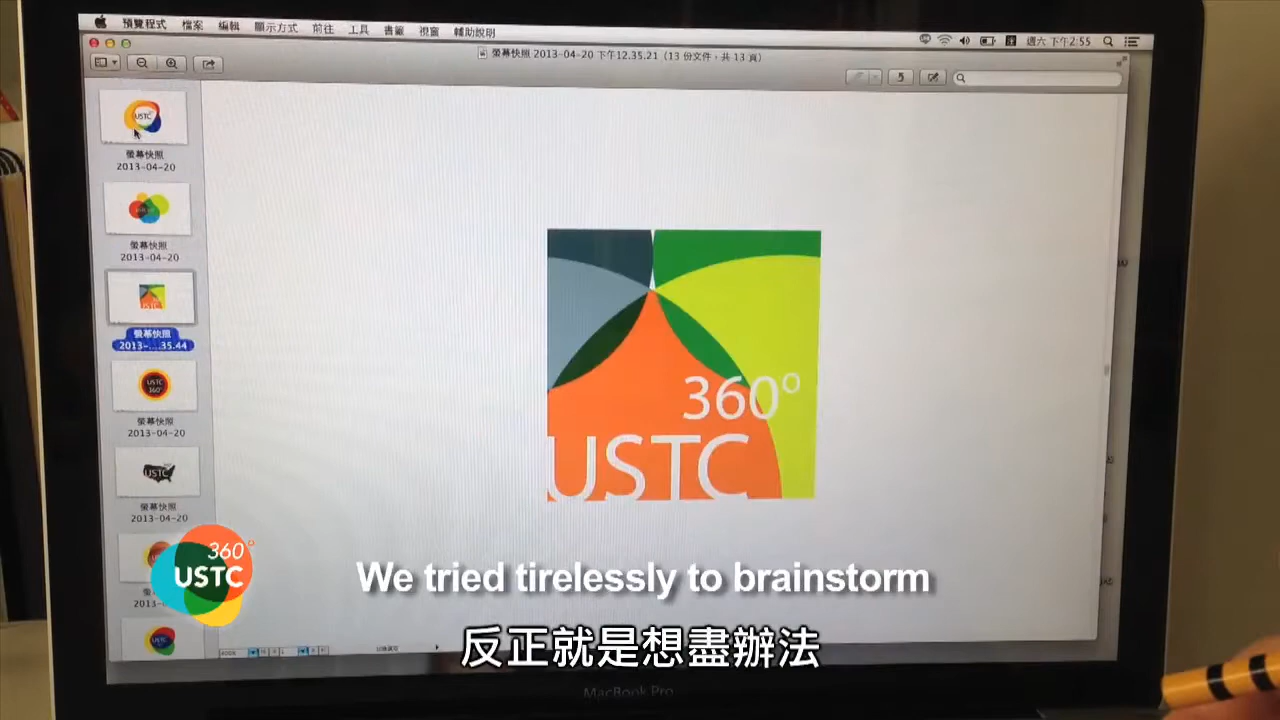 預覽程式 檔案 編輯 顯示方式 前往 工具 書籤 視窗 輔助說明
週六 下午2:55
螢幕快照 2013-04-20 下午12.35.21（13 份文件，共 13 頁）
USTC
螢幕快照
2013-04-20
螢幕快照
2013-04-20
螢幕快照
2013-....35.44
USTC
360°
螢幕快照
2013-04-20
USTC
螢幕快照
2013-04-20
360°
USTC
360°
USTC
We tried tirelessly to brainstorm
反正就是想盡辦法
MacBook Pro